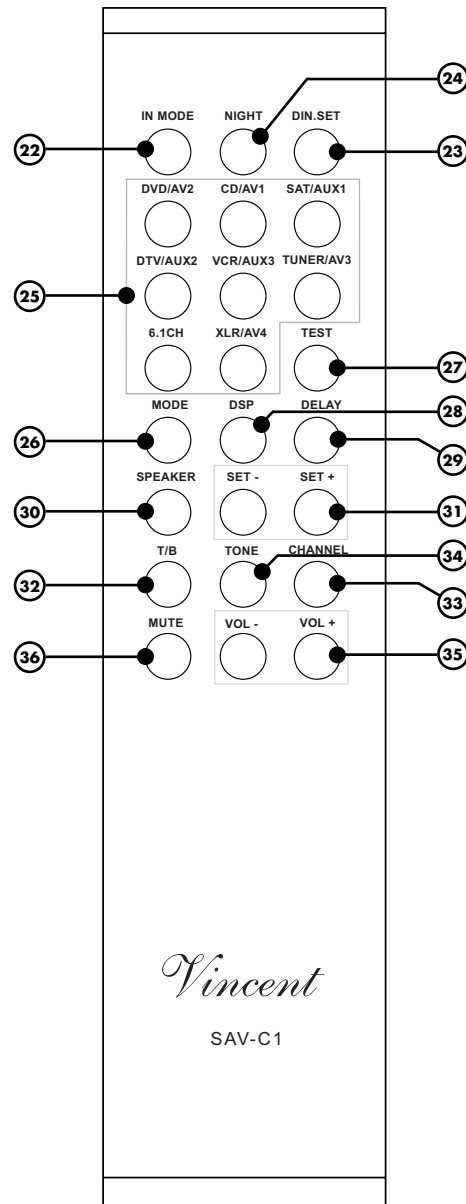 24
IN MODE NIGHT DIN.SET
22 23
DVD/AV2 CD/AV1 SAT/AUX1
DTV/AUX2 VCR/AUX3 TUNER/AV3
25
6.1CH XLR/AV4 TEST
27
MODE DSP DELAY
28
26 29
SPEAKER SET - SET +
30 31
T/B TONE CHANNEL
34
32 33
MUTE VOL - VOL +
36 35
Vincent
SAV-C1